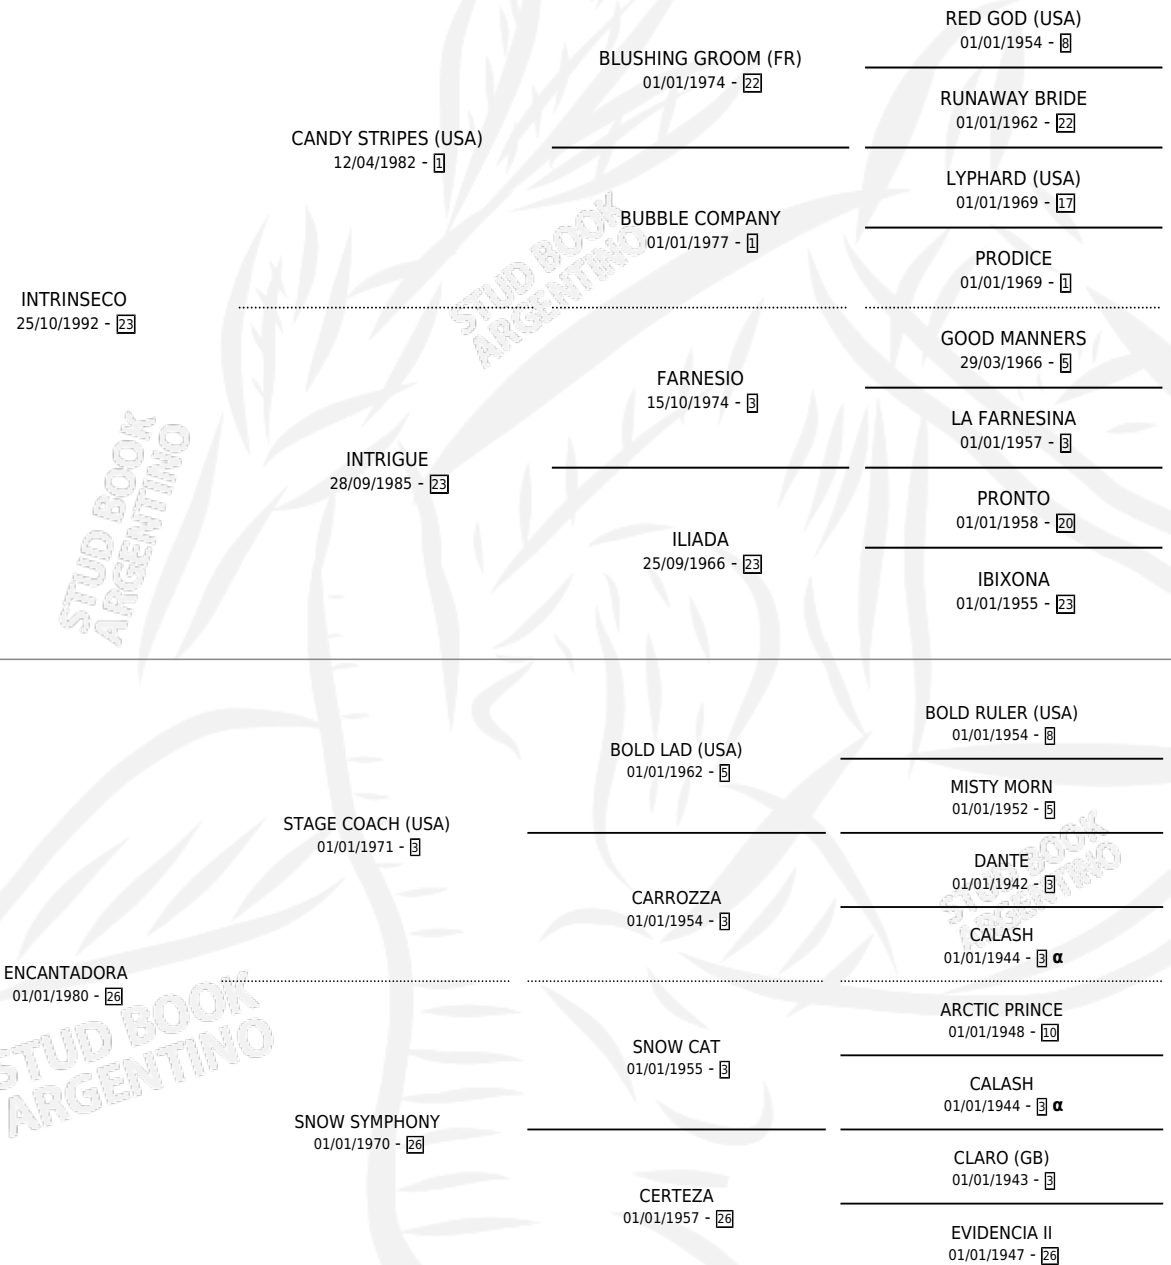 RED GOD (USA)
01/01/1954 - 8
BLUSHING GROOM (FR)
01/01/1974 - 22
RUNAWAY BRIDE
01/01/1962 - 22
CANDY STRIPES (USA)
12/04/1982 - 1
LYPHARD (USA)
01/01/1969 - 17
BUBBLE COMPANY
01/01/1977 - 1
PRODICE
01/01/1969 - 1
INTRINSECO
25/10/1992 - 23
GOOD MANNERS
29/03/1966 - 5
FARNESIO
15/10/1974 - 3
LA FARNESINA
01/01/1957 - 3
INTRIGUE
28/09/1985 - 23
PRONTO
01/01/1958 - 20
ILIADA
25/09/1966 - 23
IBIXONA
01/01/1955 - 23
STUD BOOK
ARGENTINO
STUD BOOK
ARGENTINO
BOLD RULER (USA)
01/01/1954 - 8
BOLD LAD (USA)
01/01/1962 - 5
MISTY MORN
01/01/1952 - 5
STAGE COACH (USA)
01/01/1971 - 3
DANTE
01/01/1942 - 3
CARROZZA
01/01/1954 - 3
CALASH
01/01/1944 - 3 α
ENCANTADORA
01/01/1980 - 26
ARCTIC PRINCE
01/01/1948 - 10
SNOW CAT
01/01/1955 - 3
CALASH
01/01/1944 - 3 α
SNOW SYMPHONY
01/01/1970 - 26
CLARO (GB)
01/01/1943 - 3
CERTEZA
01/01/1957 - 26
EVIDENCIA II
01/01/1947 - 26
STUD BOOK
ARGENTINO
STUD BOOK
ARGENTINO